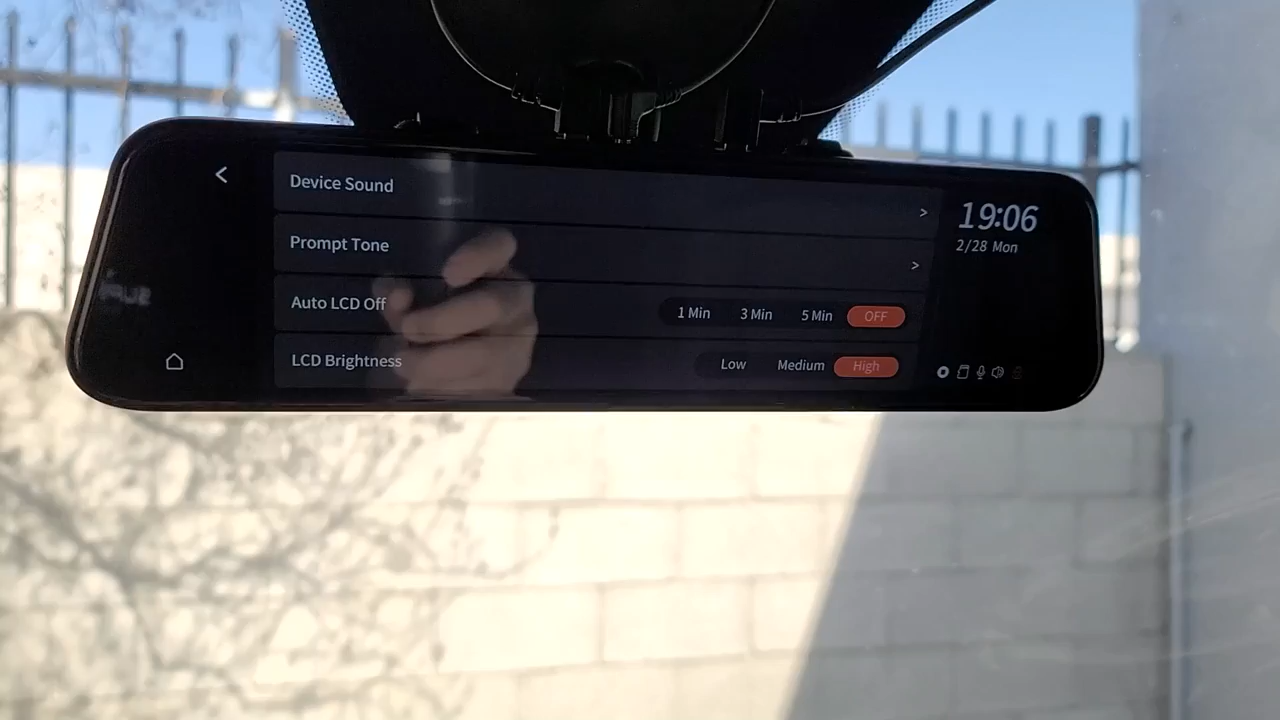 Device Sound
>
19:06
2/28 Mon
Prompt Tone
>
Auto LCD Off
1 Min 3 Min 5 Min OFF
LCD Brightness
Low Medium High